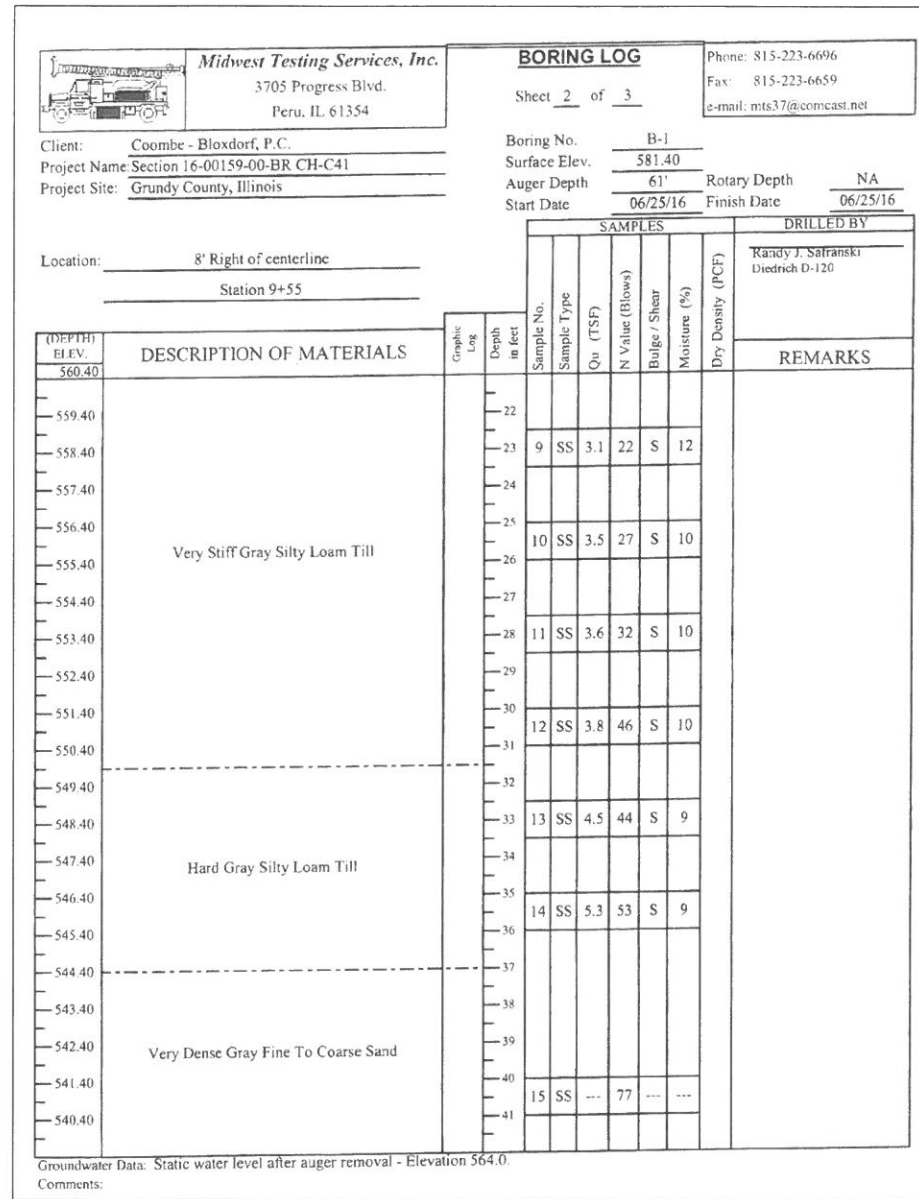 Midwest Testing Services, Inc.
3705 Progress Blvd.
Peru, IL 61354
BORING LOG
Sheet 2 of 3
Phone: 815-223-6696
Fax: 815-223-6659
e-mail: mts37@comcast.net
Client: Coombe - Bloxdorf, P.C.
Project Name: Section 16-00159-00-BR CH-C41
Project Site: Grundy County, Illinois
Boring No. B-1
Surface Elev. 581.40
Auger Depth 61' Rotary Depth NA
Start Date 06/25/16 Finish Date 06/25/16
Location: 8' Right of centerline
Station 9+55
SAMPLES
DRILLED BY
Randy J. Safranski
Diedrich D-120
(DEPTH)
ELEV.
560.40
DESCRIPTION OF MATERIALS
Graphic
Log
Depth
in feet
Sample No.
Sample Type
Qu (TSF)
N Value (Blows)
Bulge / Shear
Moisture (%)
Dry Density (PCF)
REMARKS
22
559.40
23 9 SS 3.1 22 S 12
558.40
24
557.40
25
556.40
10 SS 3.5 27 S 10
Very Stiff Gray Silty Loam Till
26
555.40
27
554.40
28 11 SS 3.6 32 S 10
553.40
29
552.40
30
551.40
12 SS 3.8 46 S 10
31
550.40
32
549.40
33 13 SS 4.5 44 S 9
548.40
34
547.40
Hard Gray Silty Loam Till
35
546.40
14 SS 5.3 53 S 9
36
545.40
37
544.40
38
543.40
39
542.40
Very Dense Gray Fine To Coarse Sand
40
541.40
15 SS --- 77 --- ---
41
540.40
Groundwater Data: Static water level after auger removal - Elevation 564.0.
Comments: